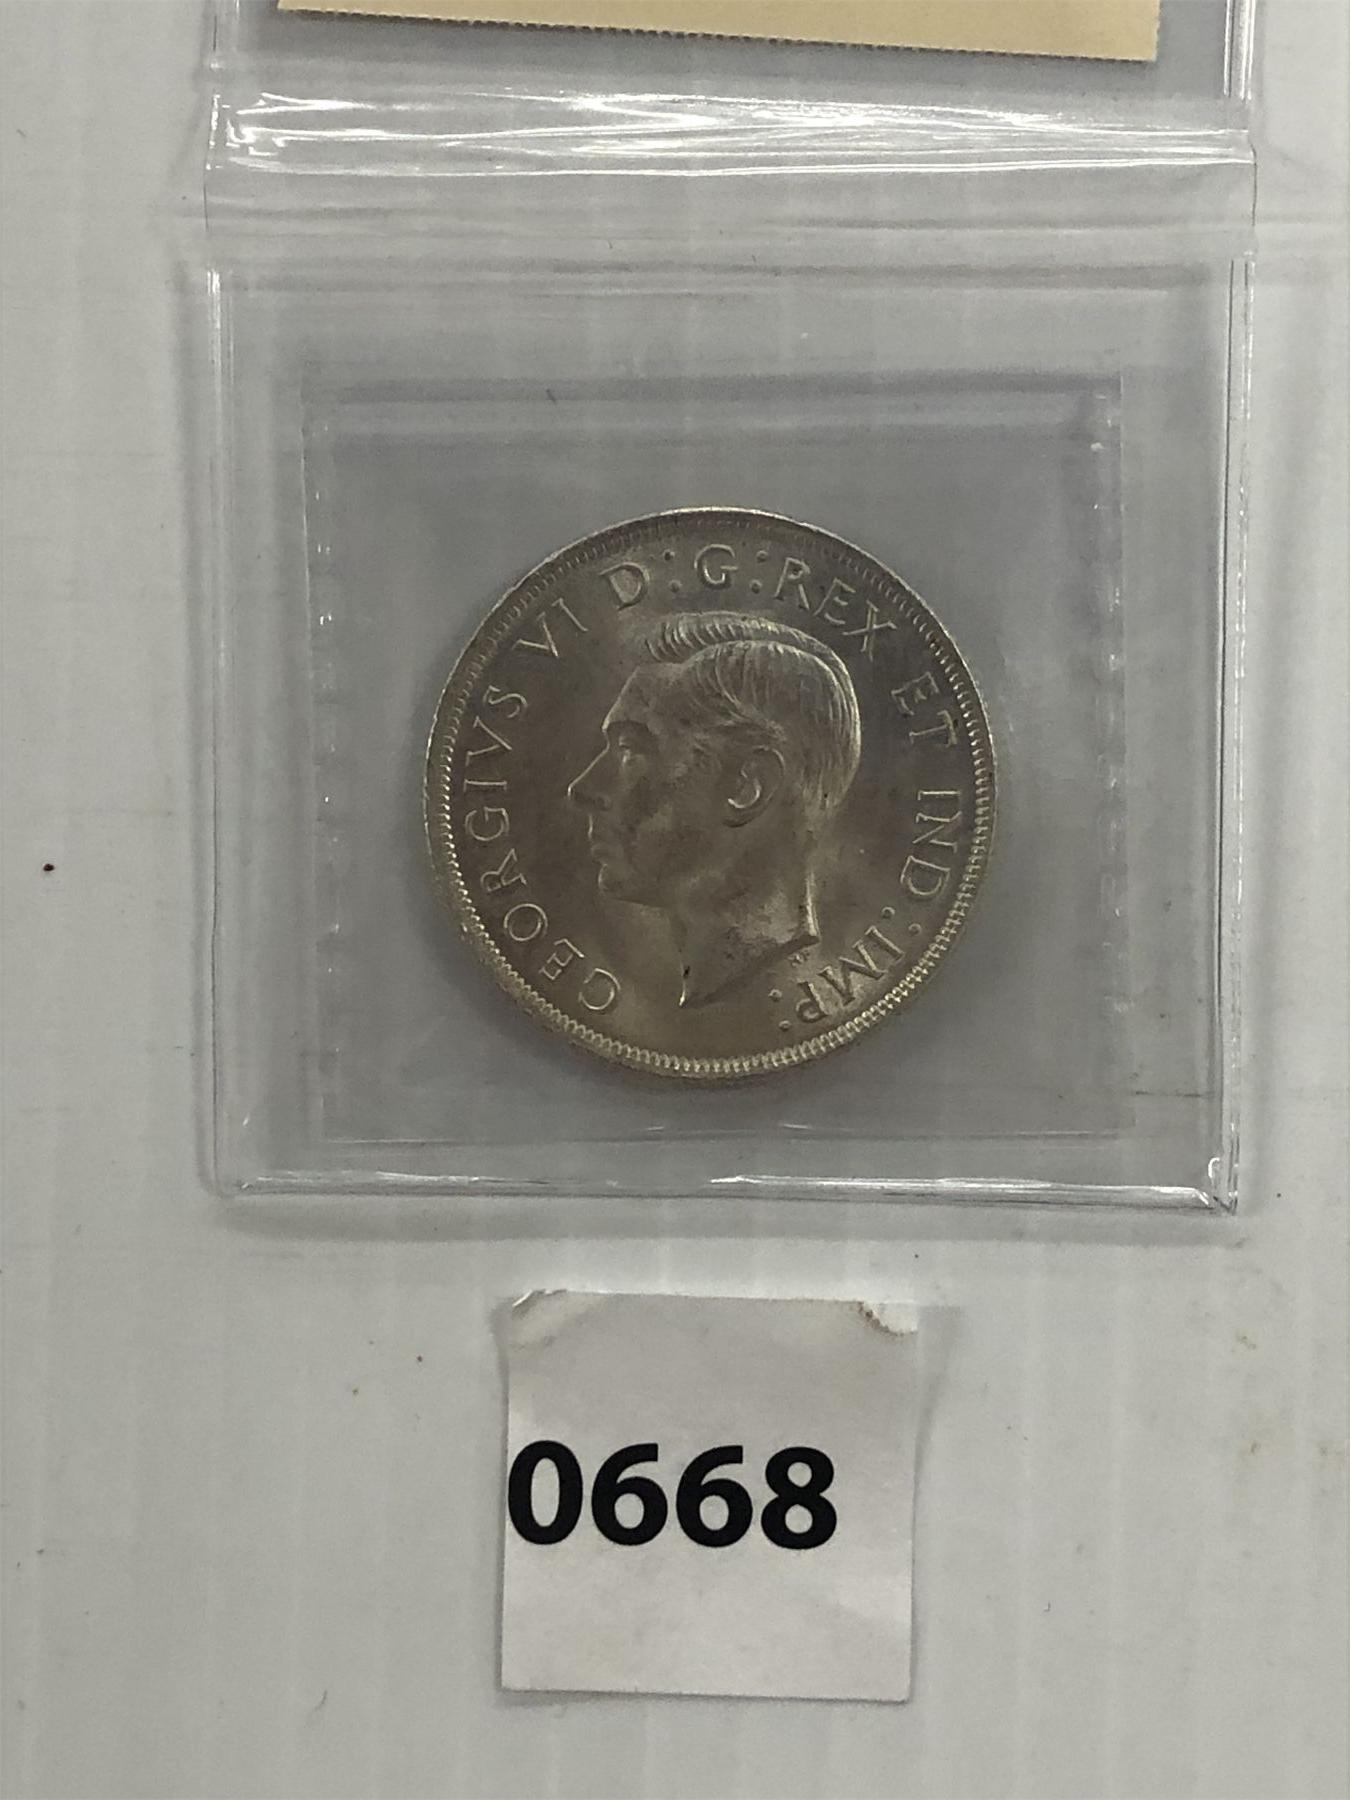 GEORGIVS VI D:G:REX ET IND:IMP:
0668